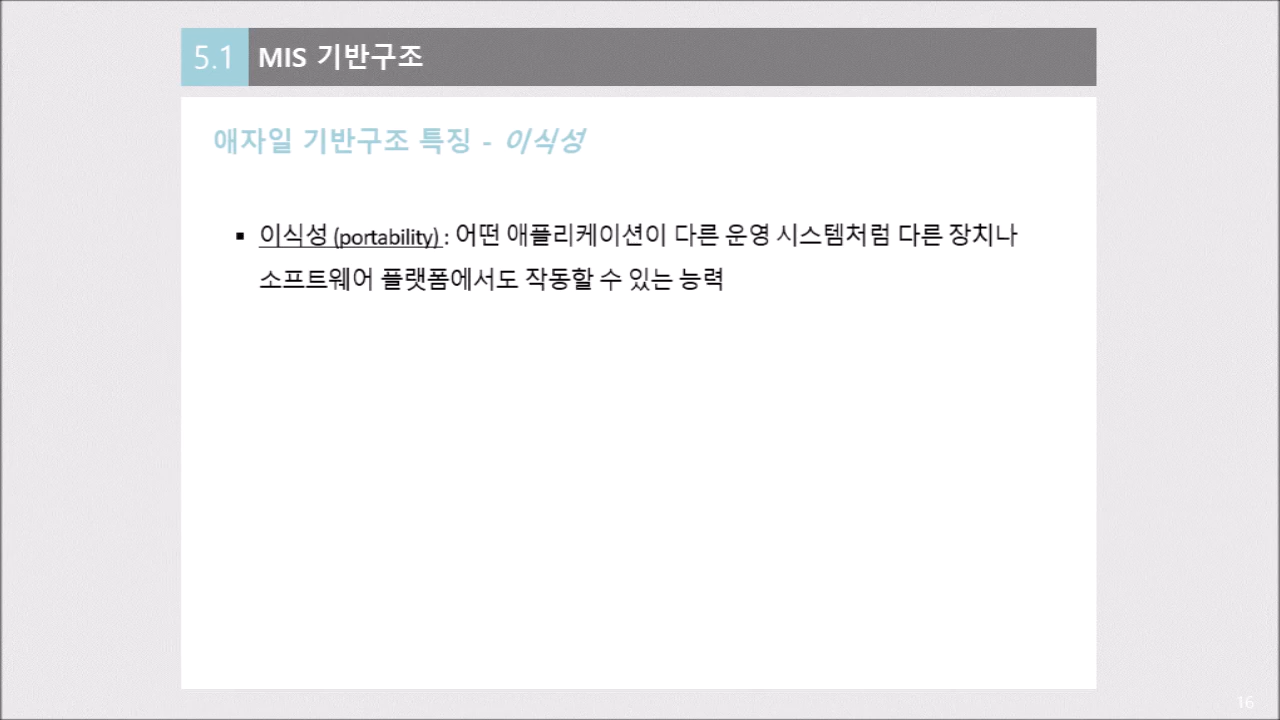 5.1 MIS 기반구조
애자일 기반구조 특징 - 이식성
▪ 이식성 (portability) : 어떤 애플리케이션이 다른 운영 시스템처럼 다른 장치나
소프트웨어 플랫폼에서도 작동할 수 있는 능력
16